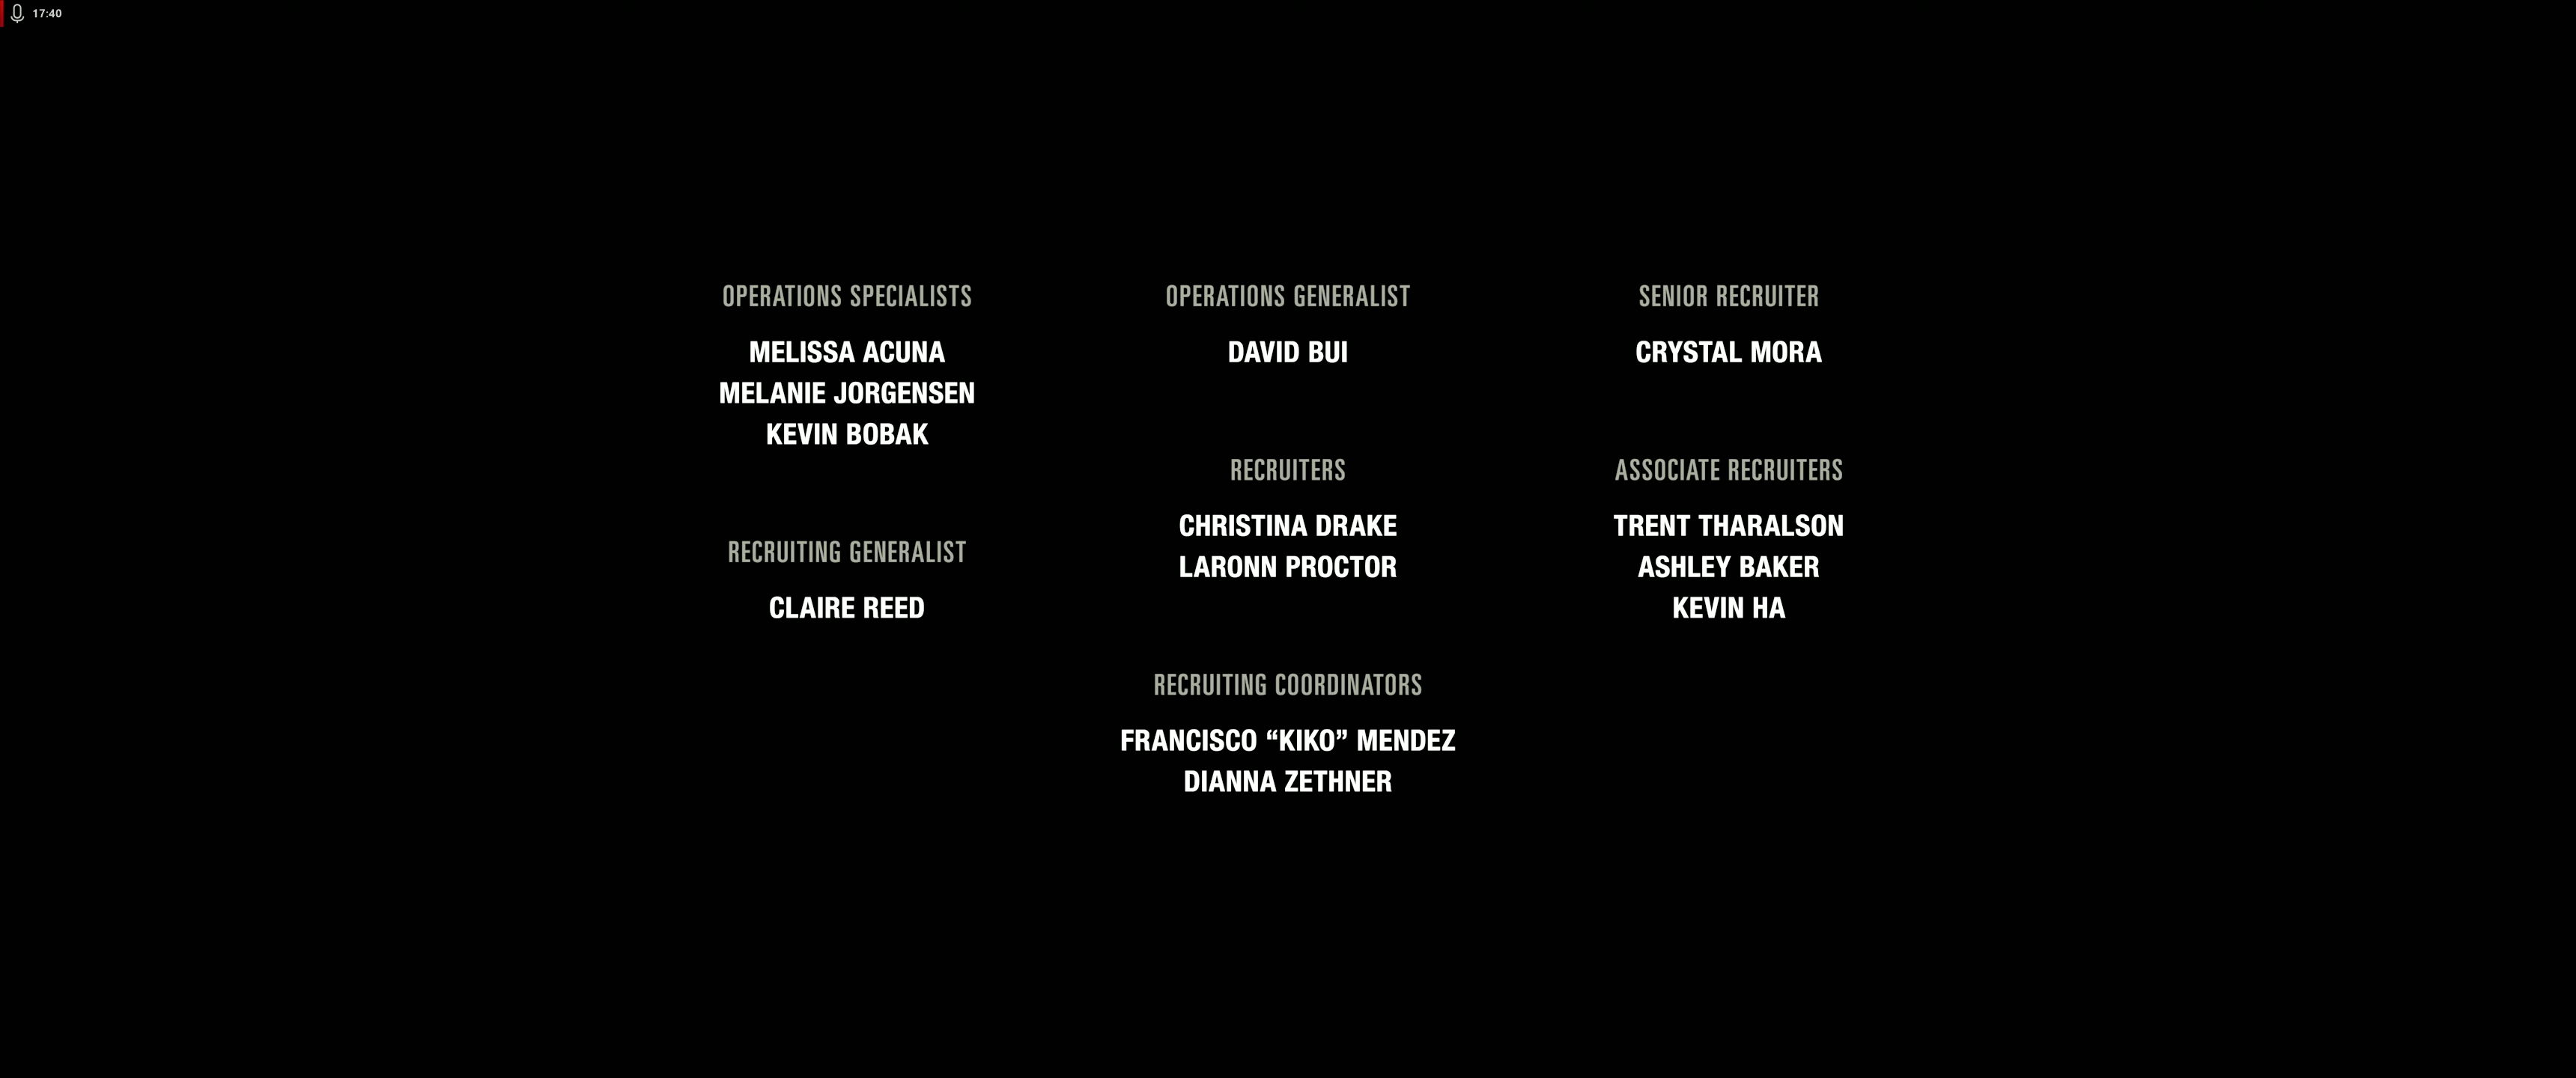 17:40
OPERATIONS SPECIALISTS
MELISSA ACUNA
MELANIE JORGENSEN
KEVIN BOBAK
RECRUITING GENERALIST
CLAIRE REED
OPERATIONS GENERALIST
DAVID BUI
RECRUITERS
CHRISTINA DRAKE
LARONN PROCTOR
RECRUITING COORDINATORS
FRANCISCO “KIKO” MENDEZ
DIANNA ZETHNER
SENIOR RECRUITER
CRYSTAL MORA
ASSOCIATE RECRUITERS
TRENT THARALSON
ASHLEY BAKER
KEVIN HA